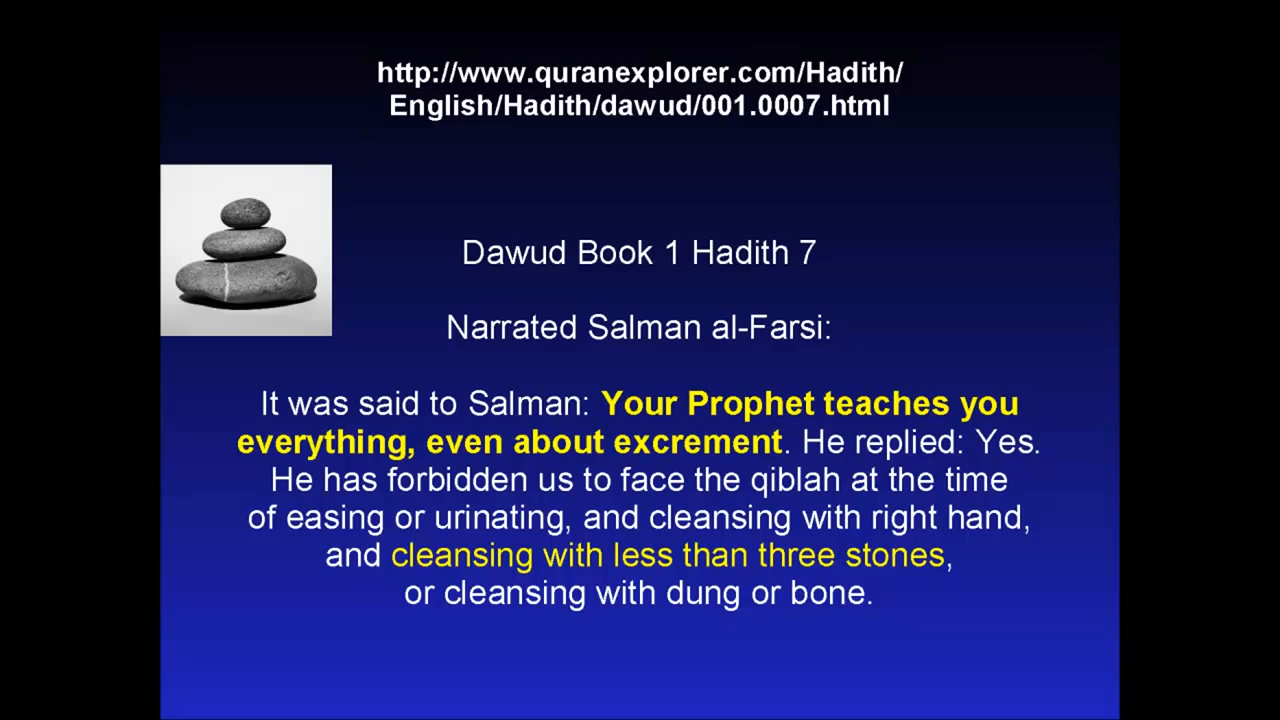 http://www.quranexplorer.com/Hadith/
English/Hadith/dawud/001.0007.html
Dawud Book 1 Hadith 7
Narrated Salman al-Farsi:
It was said to Salman: Your Prophet teaches you
everything, even about excrement. He replied: Yes.
He has forbidden us to face the qiblah at the time
of easing or urinating, and cleansing with right hand,
and cleansing with less than three stones,
or cleansing with dung or bone.